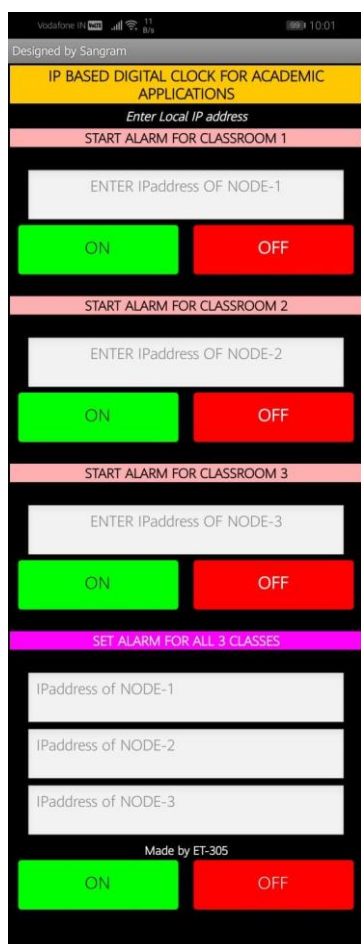 Vodafone IN 11 B/s 99 10:01
Designed by Sangram
IP BASED DIGITAL CLOCK FOR ACADEMIC
APPLICATIONS
Enter Local IP address
START ALARM FOR CLASSROOM 1
ENTER IPaddress OF NODE-1
ON OFF
START ALARM FOR CLASSROOM 2
ENTER IPaddress OF NODE-2
ON OFF
START ALARM FOR CLASSROOM 3
ENTER IPaddress OF NODE-3
ON OFF
SET ALARM FOR ALL 3 CLASSES
IPaddress of NODE-1
IPaddress of NODE-2
IPaddress of NODE-3
Made by ET-305
ON OFF